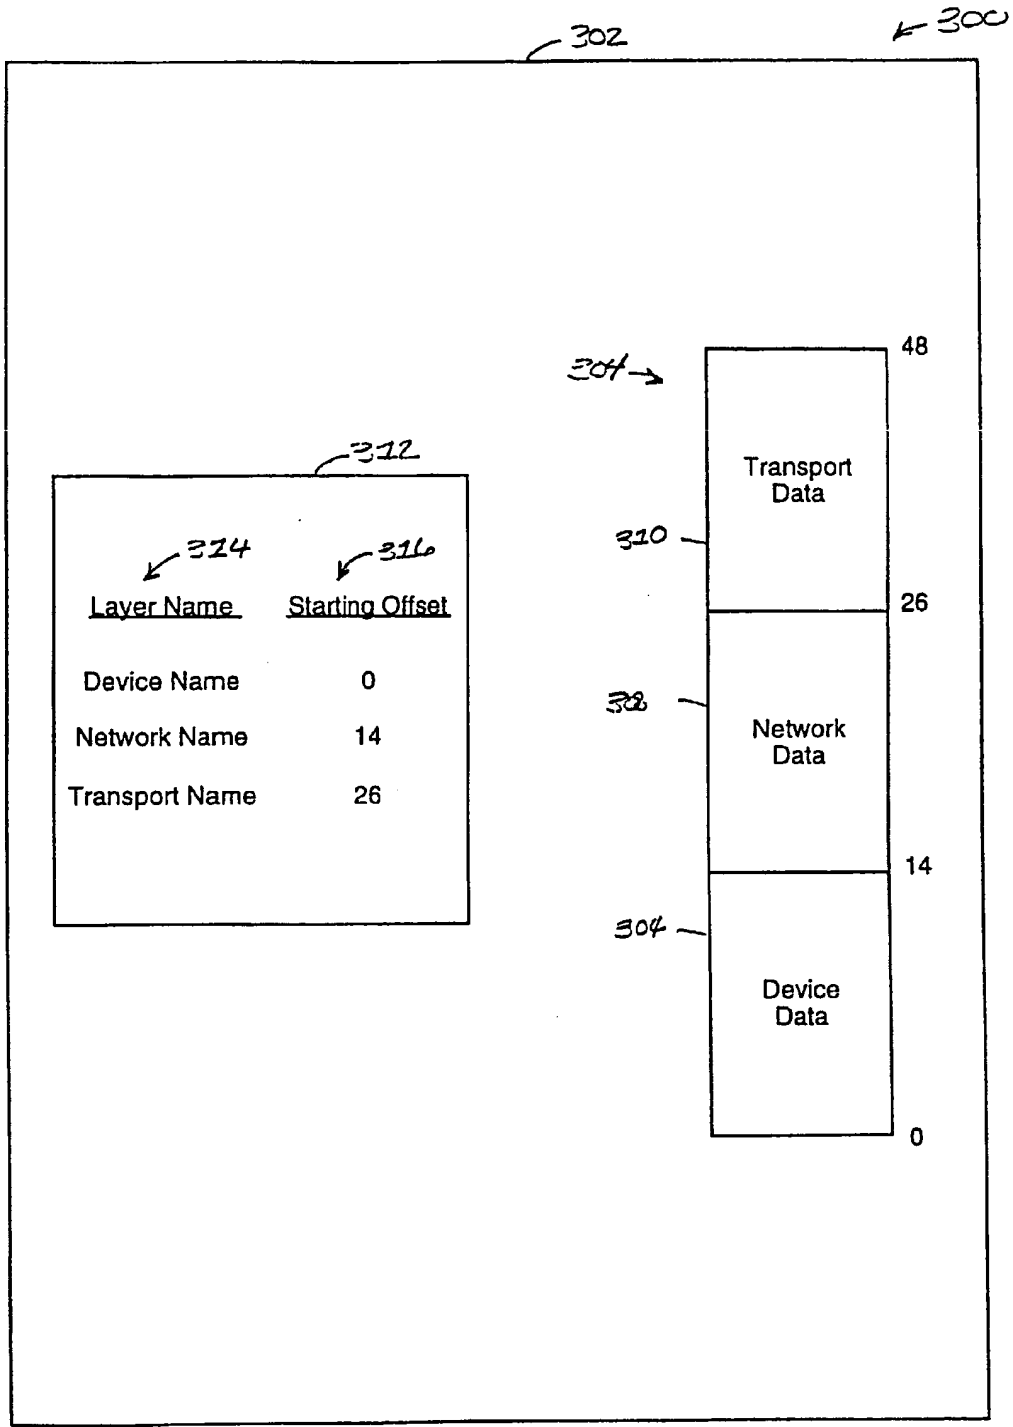 300
302
48
304
Transport
Data
312
310
314
316
Layer Name Starting Offset
26
Device Name 0
308
Network Name 14
Network
Data
Transport Name 26
14
304
Device
Data
0